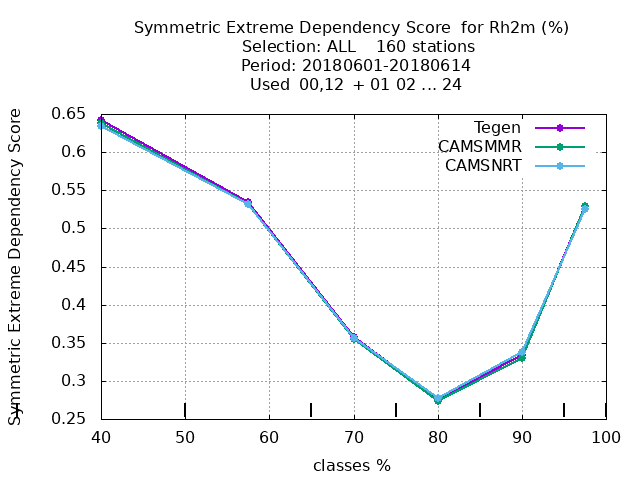 Symmetric Extreme Dependency Score for Rh2m (%)
Selection: ALL 160 stations
Period: 20180601-20180614
Used 00,12 + 01 02 ... 24
Symmetric Extreme Dependency Score
0.65
0.6
0.55
0.5
0.45
0.4
0.35
0.3
0.25
Tegen
CAMSMMR
CAMSNRT
40 50 60 70 80 90 100
classes %